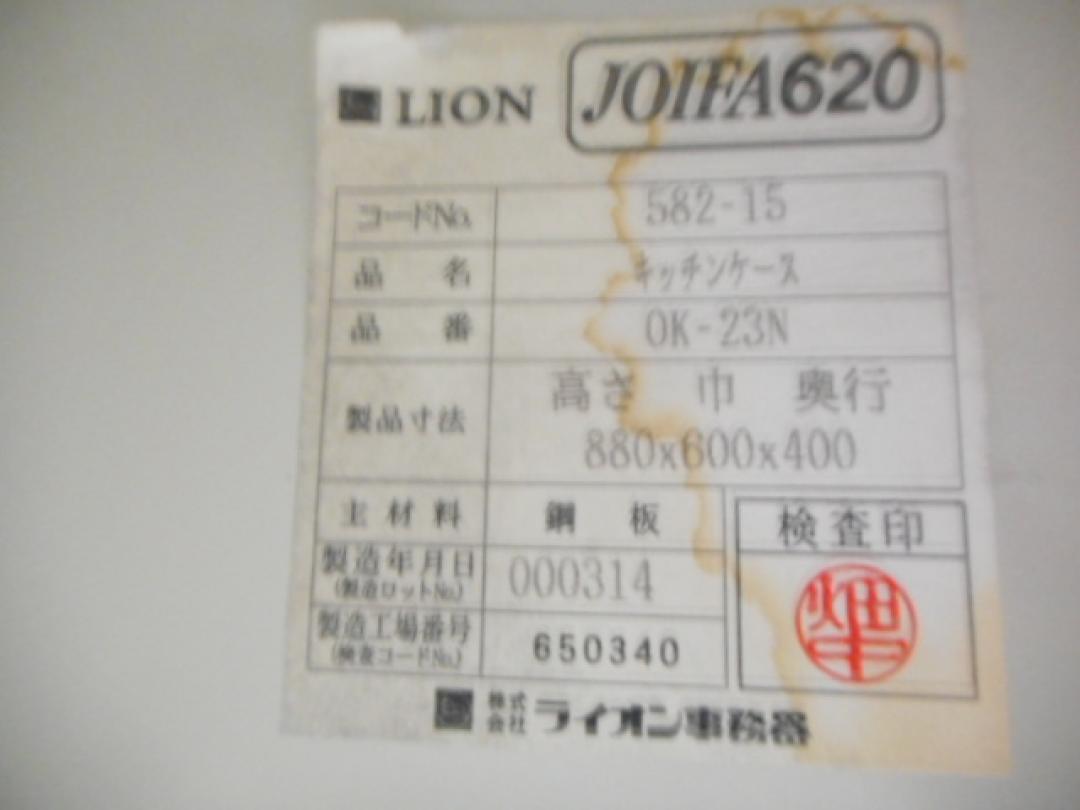 LION JOIFA620
コードNo. 582-15
品名 キッチンケース
品番 OK-23N
高さ 巾 奥行
製品寸法 880x600x400
主材料 鋼板 検査印
製造年月日 000314
(製造ロットNo.)
製造工場番号 650340
(検査コードNo.)
株式会社 ライオン事務器